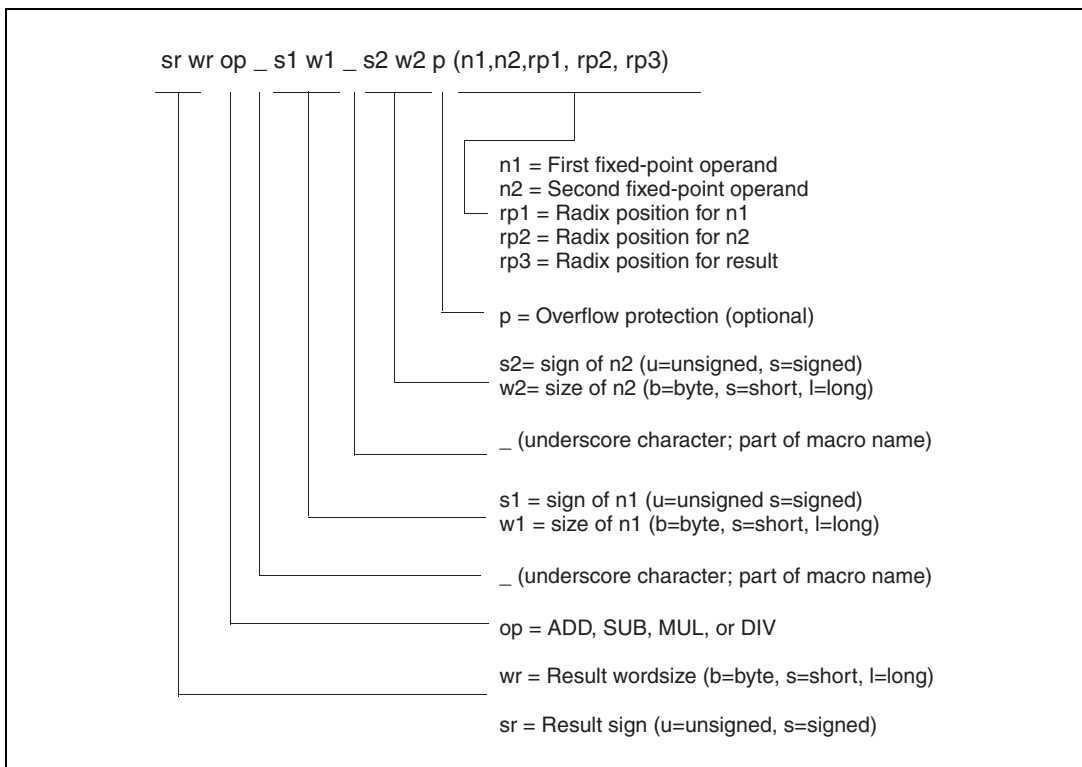 sr wr op _ s1 w1 _ s2 w2 p (n1,n2,rp1, rp2, rp3)
n1 = First fixed-point operand
n2 = Second fixed-point operand
rp1 = Radix position for n1
rp2 = Radix position for n2
rp3 = Radix position for result
p = Overflow protection (optional)
s2= sign of n2 (u=unsigned, s=signed)
w2= size of n2 (b=byte, s=short, l=long)
_ (underscore character; part of macro name)
s1 = sign of n1 (u=unsigned s=signed)
w1 = size of n1 (b=byte, s=short, l=long)
_ (underscore character; part of macro name)
op = ADD, SUB, MUL, or DIV
wr = Result wordsize (b=byte, s=short, l=long)
sr = Result sign (u=unsigned, s=signed)